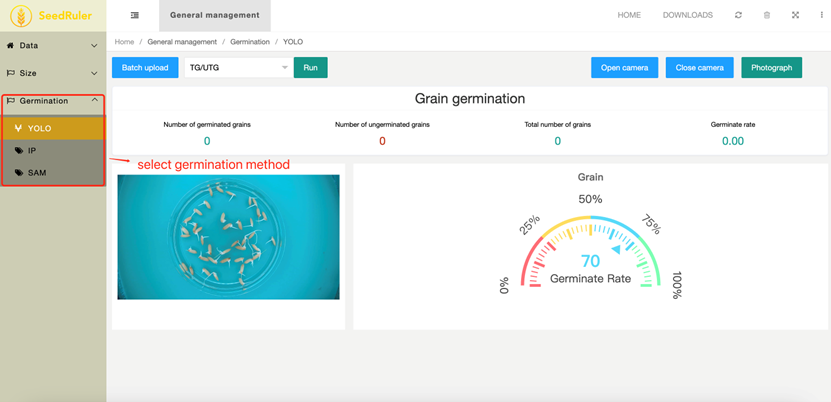 SeedRuler
General management
HOME
DOWNLOADS
Data
Size
Germination
YOLO
IP
SAM
Home / General management / Germination / YOLO
Batch upload
TG/UTG
Run
Open camera
Close camera
Photograph
Grain germination
Number of germinated grains
Number of ungerminated grains
Total number of grains
Germinate rate
0
0
0
0.00
select germination method
Grain
0%
25%
50%
75%
100%
70
Germinate Rate